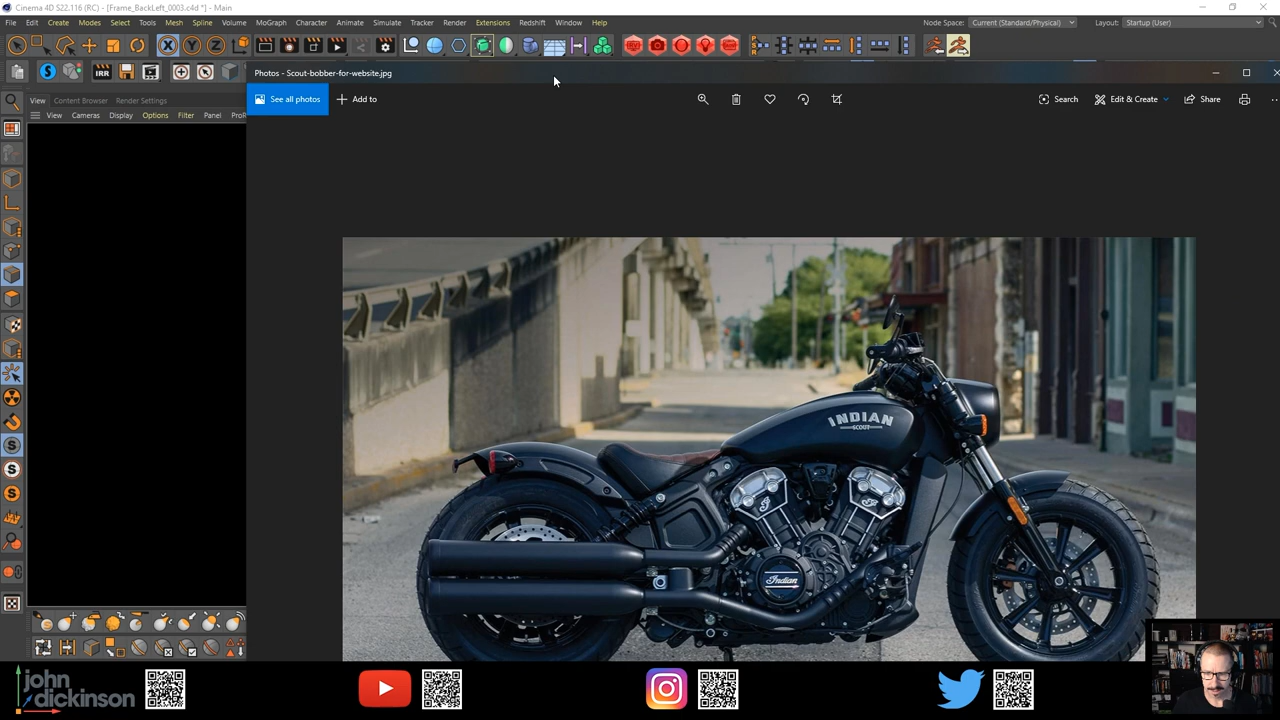 Cinema 4D S22.116 (RC) - [Frame_BackLeft_0003.c4d *] - Main
File Edit Create Modes Select Tools Mesh Splines Volume MoGraph Character Animate Simulate Tracker Render Extensions Redshift Window Help
Node Space: Current (Standard/Physical) Layout: Startup (User)
X Y Z
IRR
Photos - Scout-bobber-for-website.jpg
View Content Browser Render Settings
See all photos Add to Search Edit & Create Share
View Cameras Display Options Filter Panel ProR
INDIAN
SCOUT
Indian
john
dickinson